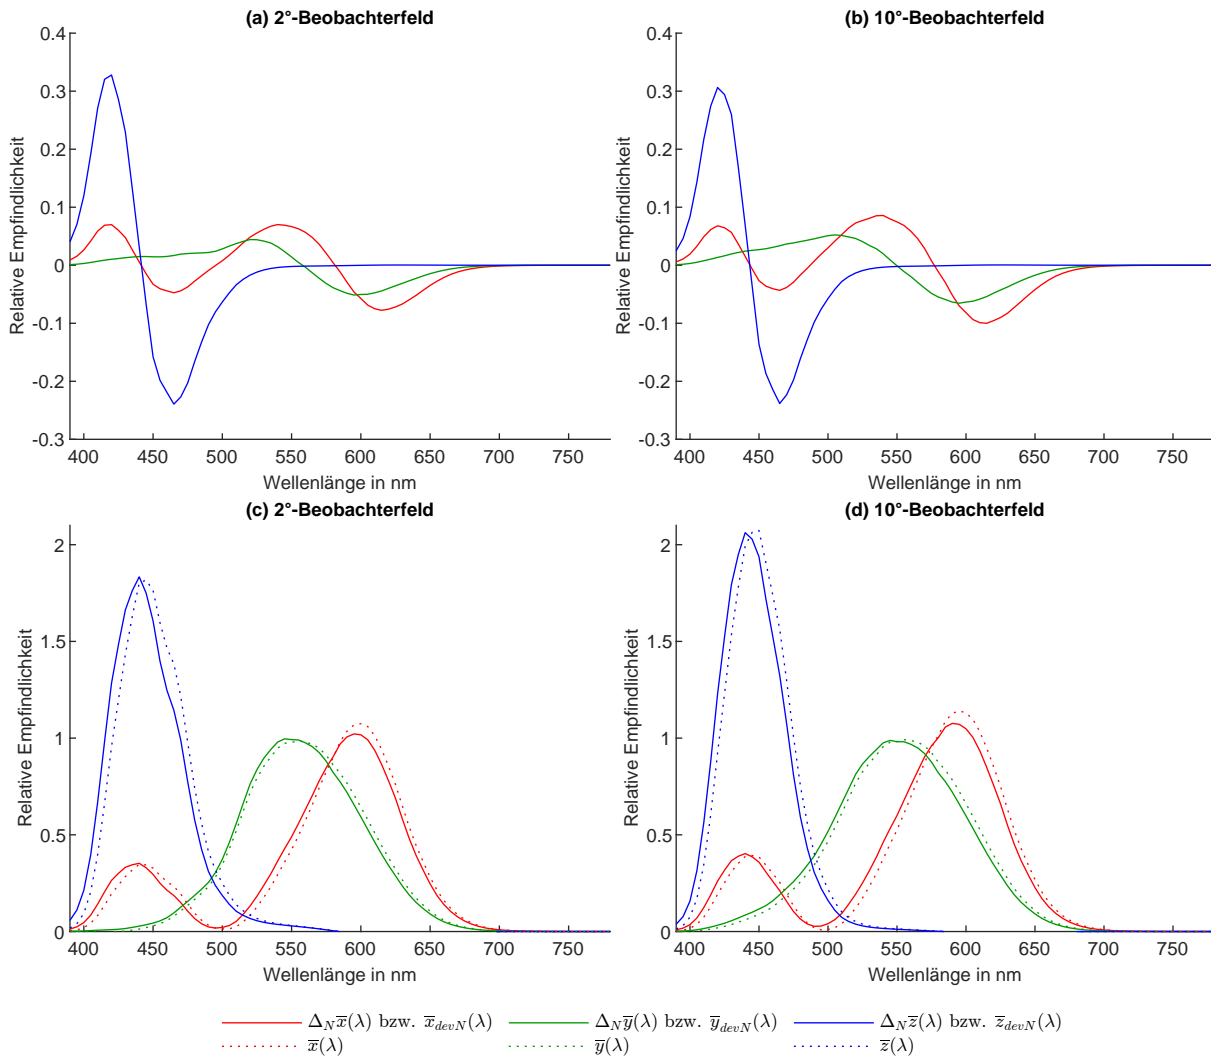 (a) 2°-Beobachterfeld
0.4
0.3
0.2
0.1
0
-0.1
-0.2
-0.3
400 450 500 550 600 650 700 750
Wellenlänge in nm
Relative Empfindlichkeit
(b) 10°-Beobachterfeld
0.4
0.3
0.2
0.1
0
-0.1
-0.2
-0.3
400 450 500 550 600 650 700 750
Wellenlänge in nm
Relative Empfindlichkeit
(c) 2°-Beobachterfeld
2
1.5
1
0.5
0
400 450 500 550 600 650 700 750
Wellenlänge in nm
Relative Empfindlichkeit
(d) 10°-Beobachterfeld
2
1.5
1
0.5
0
400 450 500 550 600 650 700 750
Wellenlänge in nm
Relative Empfindlichkeit
Δ_N x̅(λ) bzw. x̅_devN(λ) Δ_N y̅(λ) bzw. y̅_devN(λ) Δ_N z̅(λ) bzw. z̅_devN(λ)
x̅(λ) y̅(λ) z̅(λ)